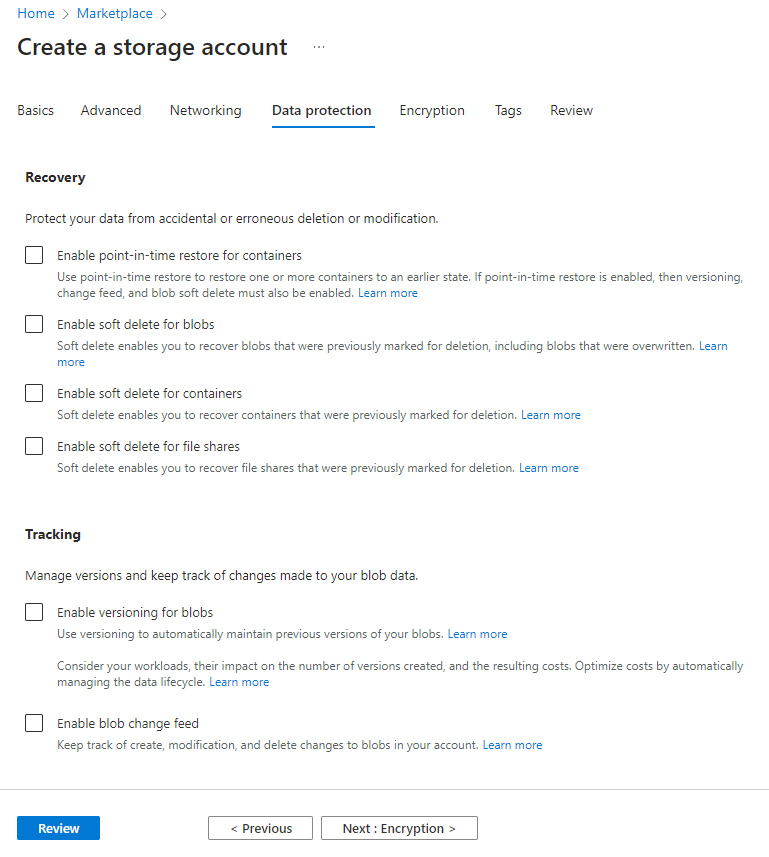 Home > Marketplace >
Create a storage account ...
Basics Advanced Networking Data protection Encryption Tags Review
Recovery
Protect your data from accidental or erroneous deletion or modification.
Enable point-in-time restore for containers
Use point-in-time restore to restore one or more containers to an earlier state. If point-in-time restore is enabled, then versioning,
change feed, and blob soft delete must also be enabled. Learn more
Enable soft delete for blobs
Soft delete enables you to recover blobs that were previously marked for deletion, including blobs that were overwritten. Learn
more
Enable soft delete for containers
Soft delete enables you to recover containers that were previously marked for deletion. Learn more
Enable soft delete for file shares
Soft delete enables you to recover file shares that were previously marked for deletion. Learn more
Tracking
Manage versions and keep track of changes made to your blob data.
Enable versioning for blobs
Use versioning to automatically maintain previous versions of your blobs. Learn more
Consider your workloads, their impact on the number of versions created, and the resulting costs. Optimize costs by automatically
managing the data lifecycle. Learn more
Enable blob change feed
Keep track of create, modification, and delete changes to blobs in your account. Learn more
Review < Previous Next : Encryption >